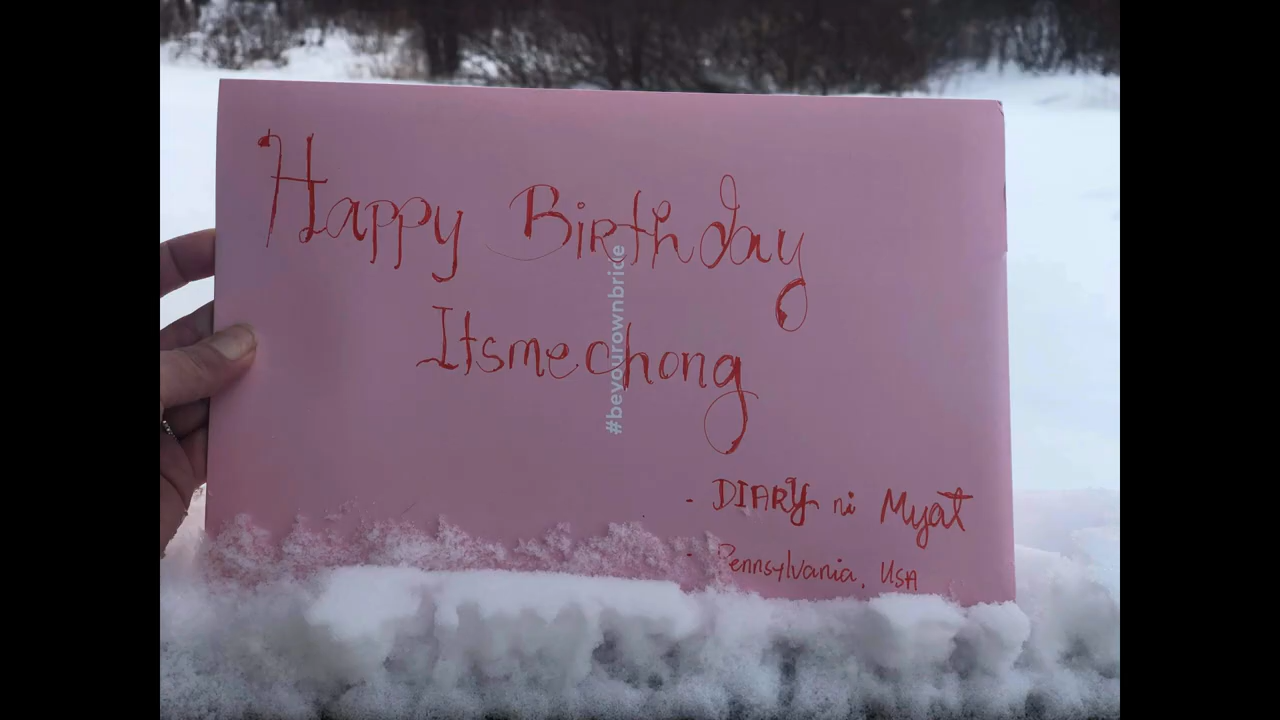 Happy Birthday
Itsmechong
#beyourownbride
- DIARY ni Myat
- Pennsylvania, USA